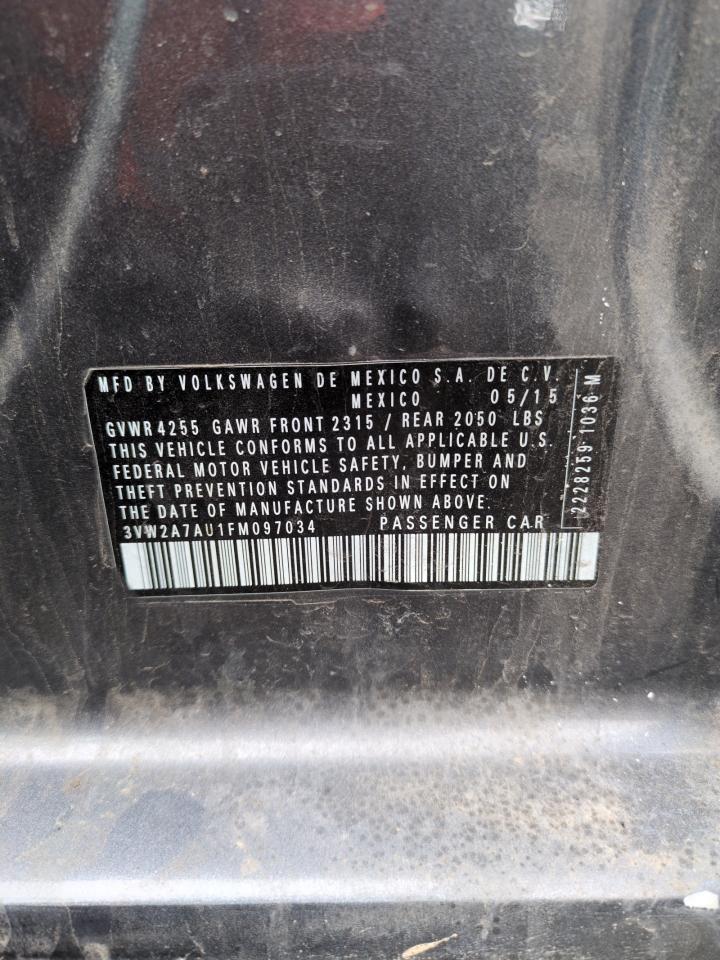 MFD BY VOLKSWAGEN DE MEXICO S.A. DE C.V.
MEXICO 05/15
GVWR 4255 GAWR FRONT 2315 / REAR 2050 LBS
THIS VEHICLE CONFORMS TO ALL APPLICABLE U.S.
FEDERAL MOTOR VEHICLE SAFETY, BUMPER AND
THEFT PREVENTION STANDARDS IN EFFECT ON
THE DATE OF MANUFACTURE SHOWN ABOVE.
3VW2A7AU1FM097034 PASSENGER CAR
2228259 1036 M